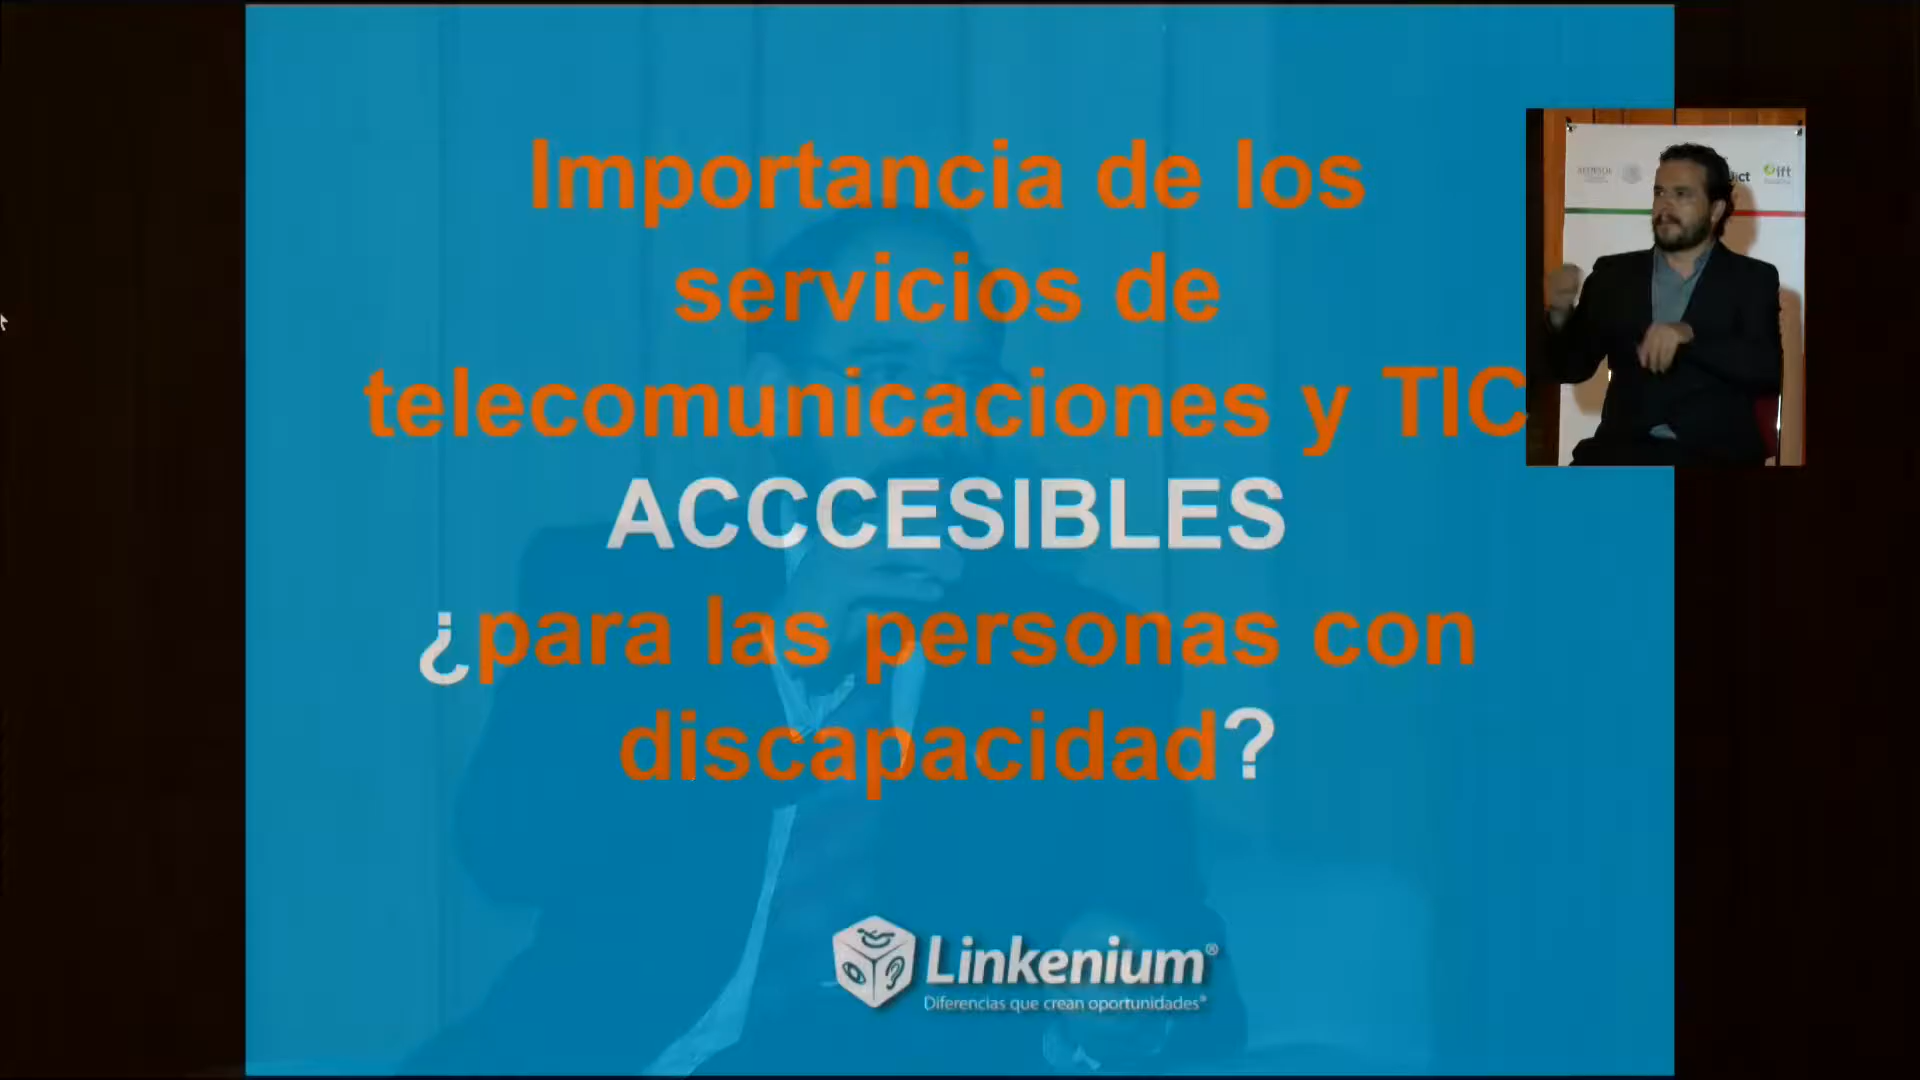 Importancia de los
servicios de
telecomunicaciones y TIC
ACCCESIBLES
¿para las personas con
discapacidad?
Linkenium®
Diferencias que crean oportunidades®
SEDESOL
ift